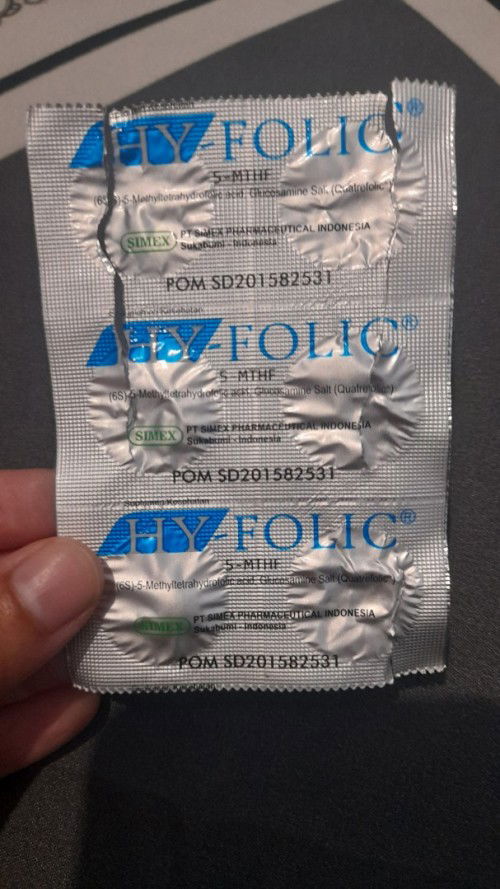 HY-FOLIC®
5-MTHF
(6S)-5-Methyltetrahydrofolic acid, Glucosamine Salt (Quatrefolic®)
SIMEX PT SIMEX PHARMACEUTICAL INDONESIA
Sukabumi - Indonesia
POM SD201582531
Suplemen Kesehatan
HY-FOLIC®
5-MTHF
(6S)-5-Methyltetrahydrofolic acid, Glucosamine Salt (Quatrefolic®)
SIMEX PT SIMEX PHARMACEUTICAL INDONESIA
Sukabumi - Indonesia
POM SD201582531
Suplemen Kesehatan
HY-FOLIC®
5-MTHF
(6S)-5-Methyltetrahydrofolic acid, Glucosamine Salt (Quatrefolic®)
SIMEX PT SIMEX PHARMACEUTICAL INDONESIA
Sukabumi - Indonesia
POM SD201582531